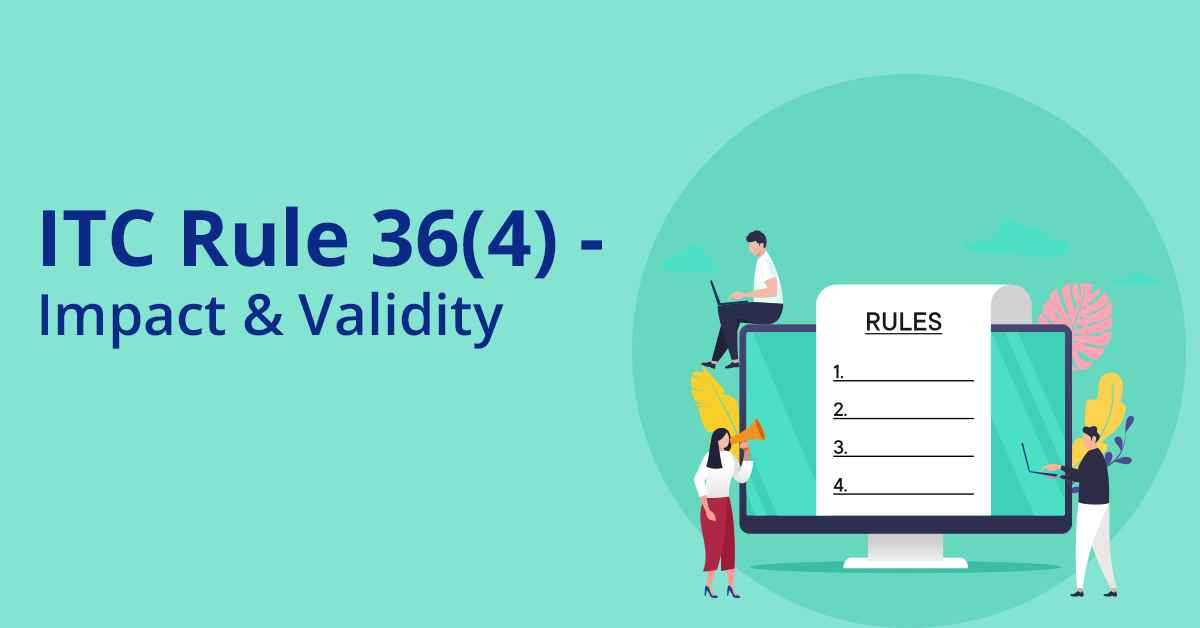 ITC Rule 36(4) -
Impact & Validity
RULES
1.
2.
3.
4.